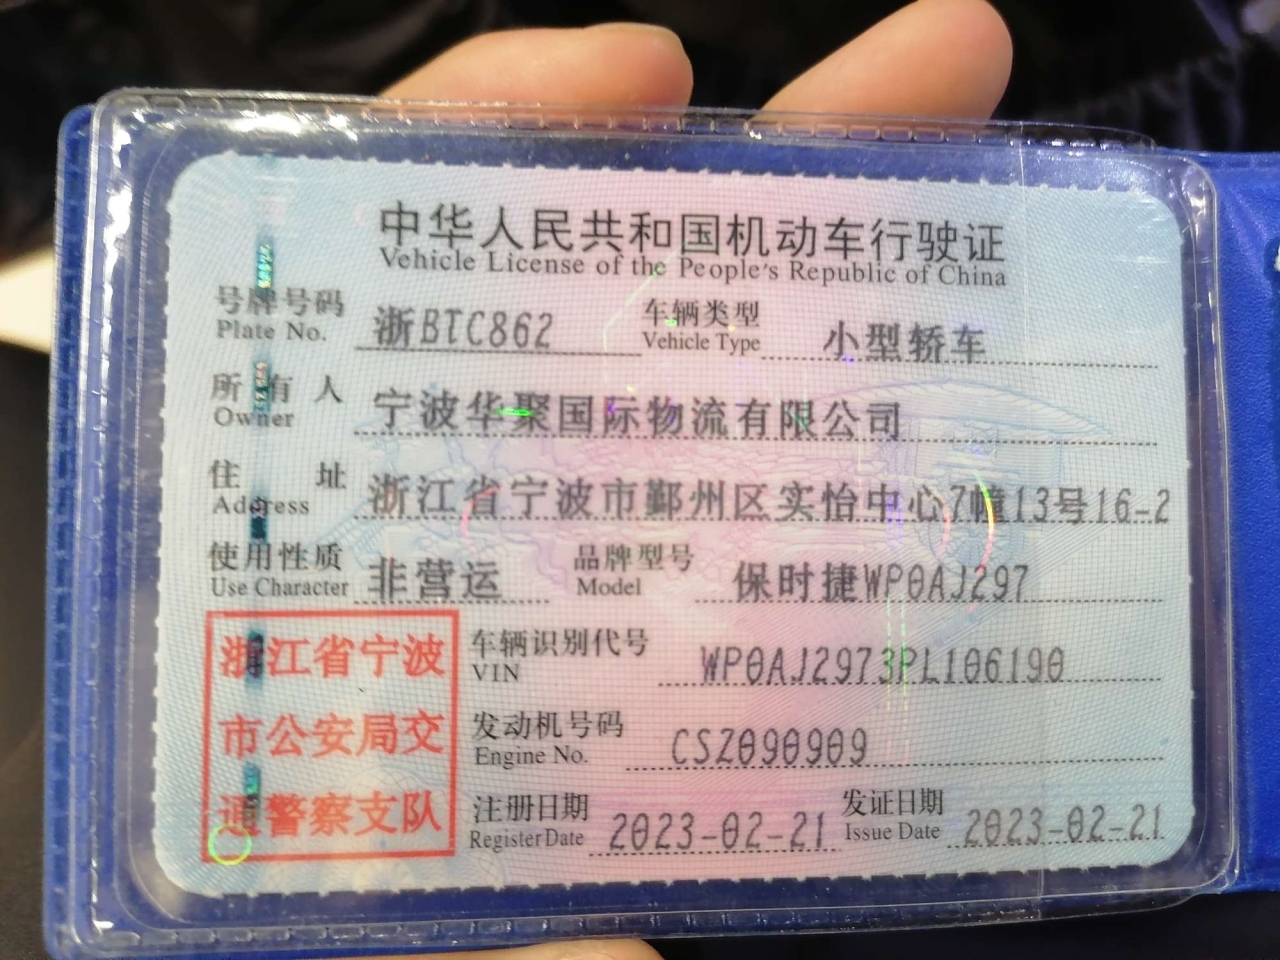 中华人民共和国机动车行驶证
Vehicle License of the People's Republic of China
号牌号码 浙BTC862 车辆类型 小型轿车
Plate No. Vehicle Type
所有人 宁波华聚国际物流有限公司
Owner
住址 浙江省宁波市鄞州区实怡中心7幢13号16-2
Address
使用性质 非营运 品牌型号 保时捷WP0AJ297
Use Character Model
浙江省宁波
市公安局交
通警察支队
车辆识别代号 WP0AJ2973PL106190
VIN
发动机号码 CSZ090909
Engine No.
注册日期 2023-02-21 发证日期 2023-02-21
Register Date Issue Date